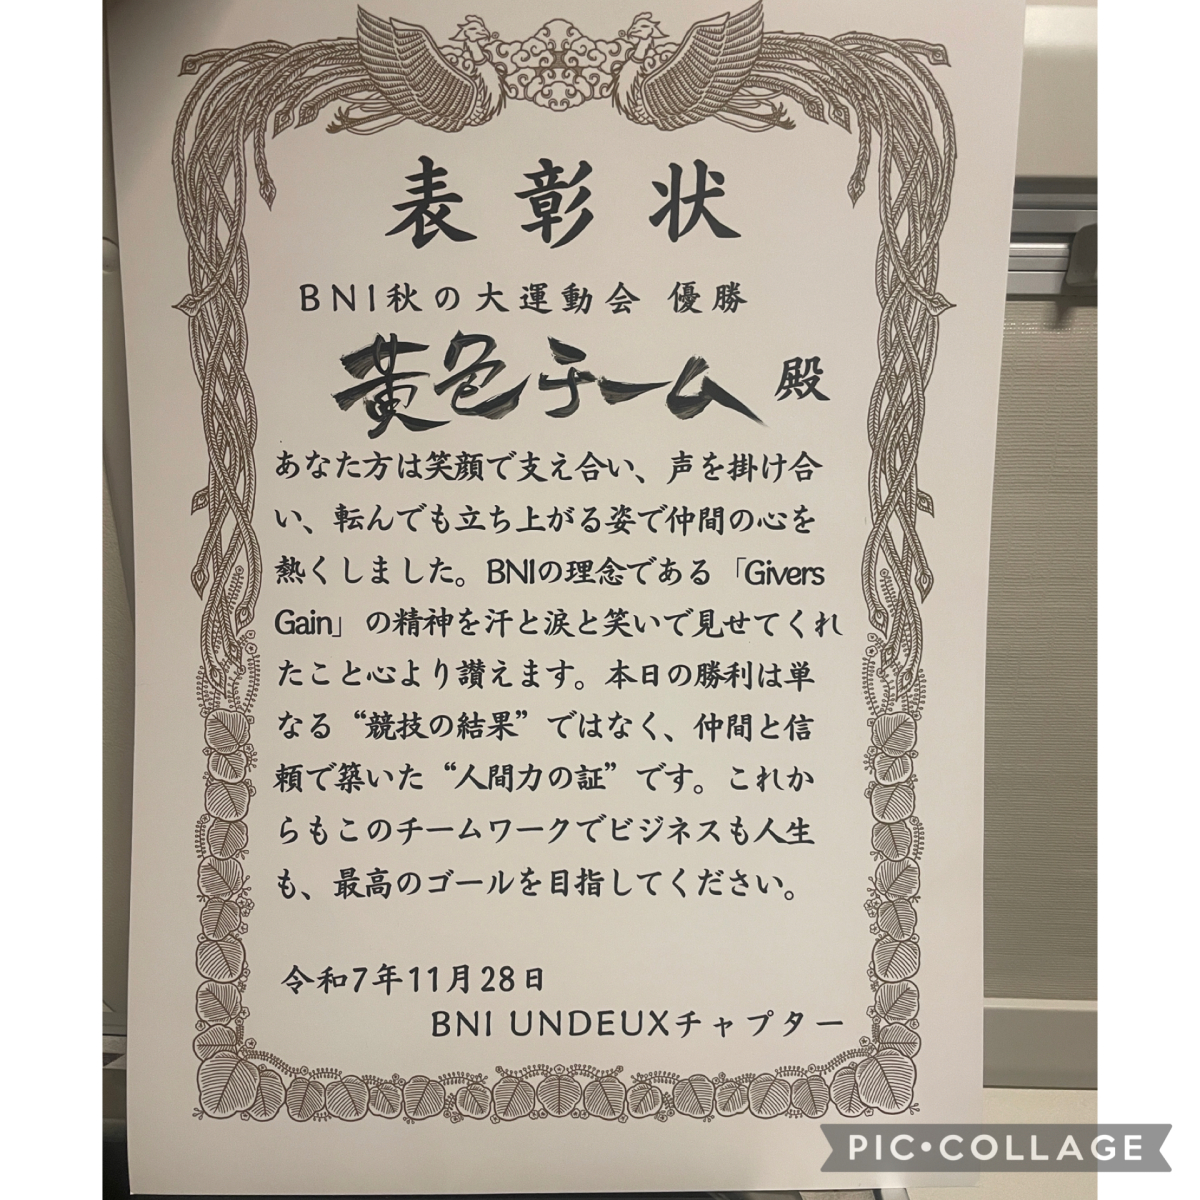 表彰状
BNI秋の大運動会 優勝
黄色チーム 殿
あなた方は笑顔で支え合い、声を掛け合
い、転んでも立ち上がる姿で仲間の心を
熱くしました。BNIの理念である「Givers
Gain」の精神を汗と涙と笑いで見せてくれ
たこと心より讃えます。本日の勝利は単
なる“競技の結果”ではなく、仲間と信
頼で築いた“人間力の証”です。これか
らもこのチームワークでビジネスも人生
も、最高のゴールを目指してください。
令和7年11月28日
BNI UNDEUXチャプター
PIC•COLLAGE